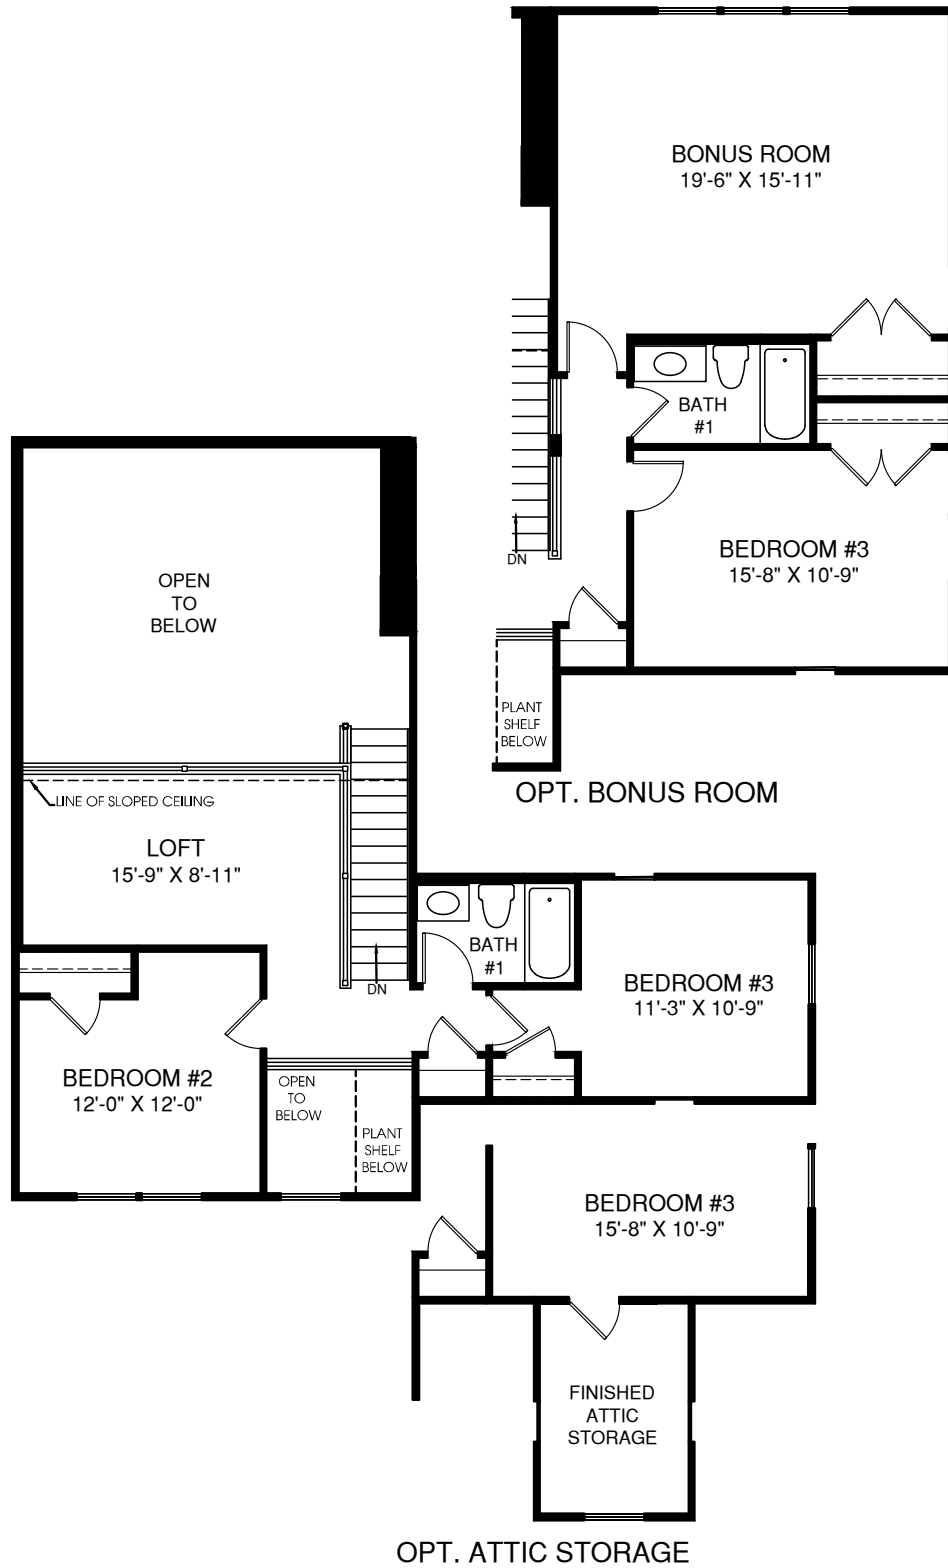 BONUS ROOM
19'-6" X 15'-11"
BATH
#1
BEDROOM #3
15'-8" X 10'-9"
DN
PLANT
SHELF
BELOW
OPT. BONUS ROOM
OPEN
TO
BELOW
LINE OF SLOPED CEILING
LOFT
15'-9" X 8'-11"
DN
BATH
#1
BEDROOM #3
11'-3" X 10'-9"
BEDROOM #2
12'-0" X 12'-0"
OPEN
TO
BELOW
PLANT
SHELF
BELOW
BEDROOM #3
15'-8" X 10'-9"
FINISHED
ATTIC
STORAGE
OPT. ATTIC STORAGE